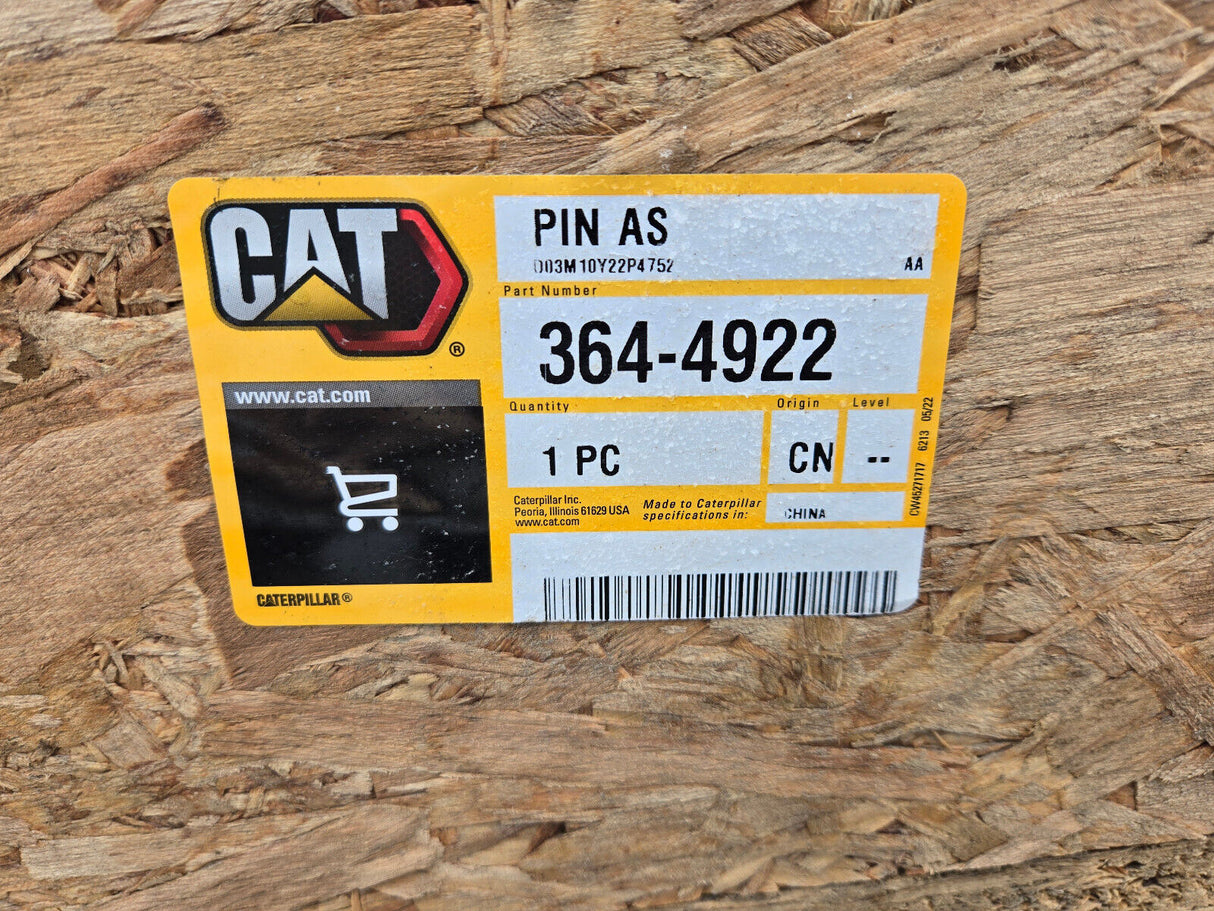 CAT
®
www.cat.com
CATERPILLAR®
PIN AS
D03M10Y22P4752 AA
Part Number
364-4922
Quantity Origin Level
1 PC CN --
Caterpillar Inc.
Peoria, Illinois 61629 USA
www.cat.com
Made to Caterpillar
specifications in:
CHINA
CW45271717 6213 05/22